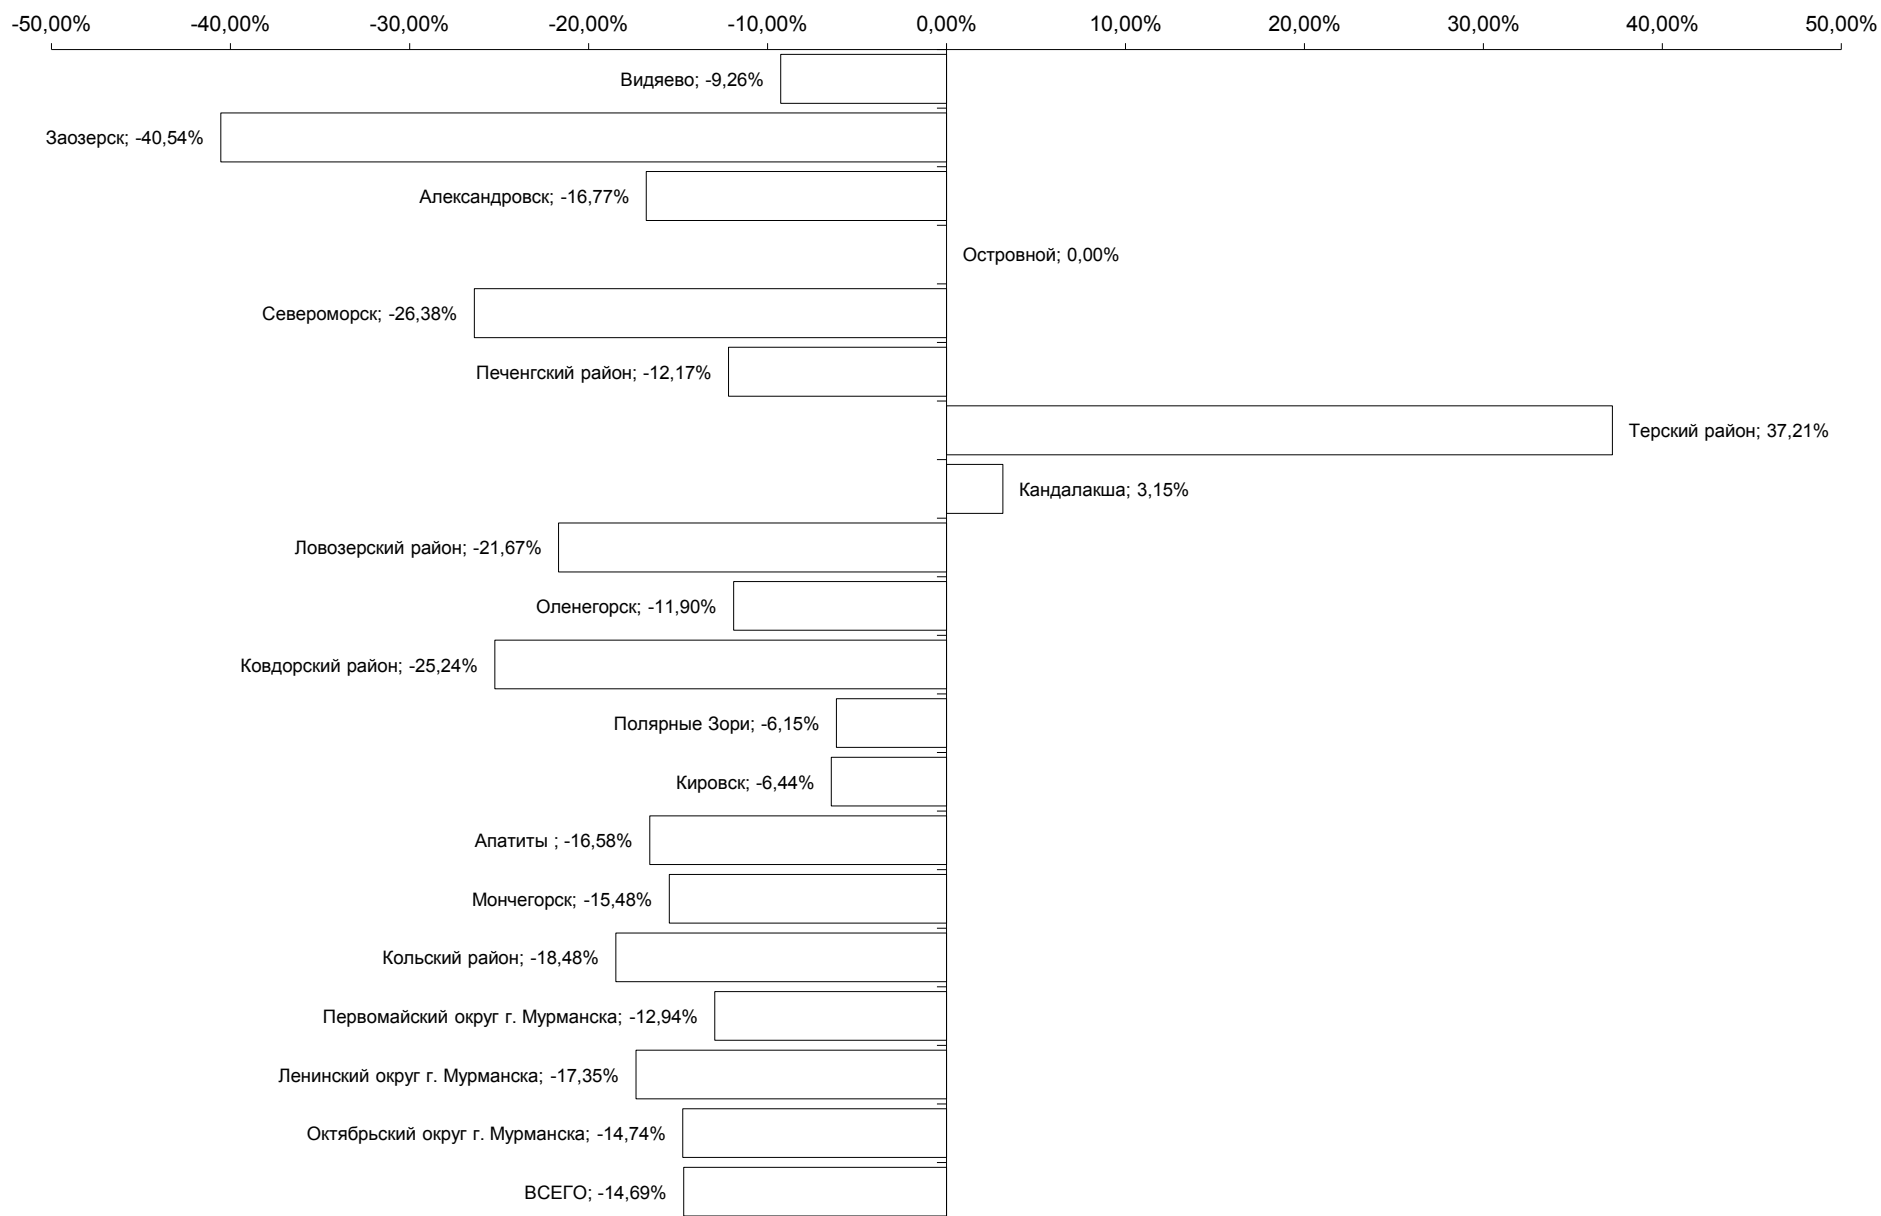 -50,00% -40,00% -30,00% -20,00% -10,00% 0,00% 10,00% 20,00% 30,00% 40,00% 50,00%
Видяево; -9,26%
Заозерск; -40,54%
Александровск; -16,77%
Островной; 0,00%
Североморск; -26,38%
Печенгский район; -12,17%
Терский район; 37,21%
Кандалакша; 3,15%
Ловозерский район; -21,67%
Оленегорск; -11,90%
Ковдорский район; -25,24%
Полярные Зори; -6,15%
Кировск; -6,44%
Апатиты ; -16,58%
Мончегорск; -15,48%
Кольский район; -18,48%
Первомайский округ г. Мурманска; -12,94%
Ленинский округ г. Мурманска; -17,35%
Октябрьский округ г. Мурманска; -14,74%
ВСЕГО; -14,69%